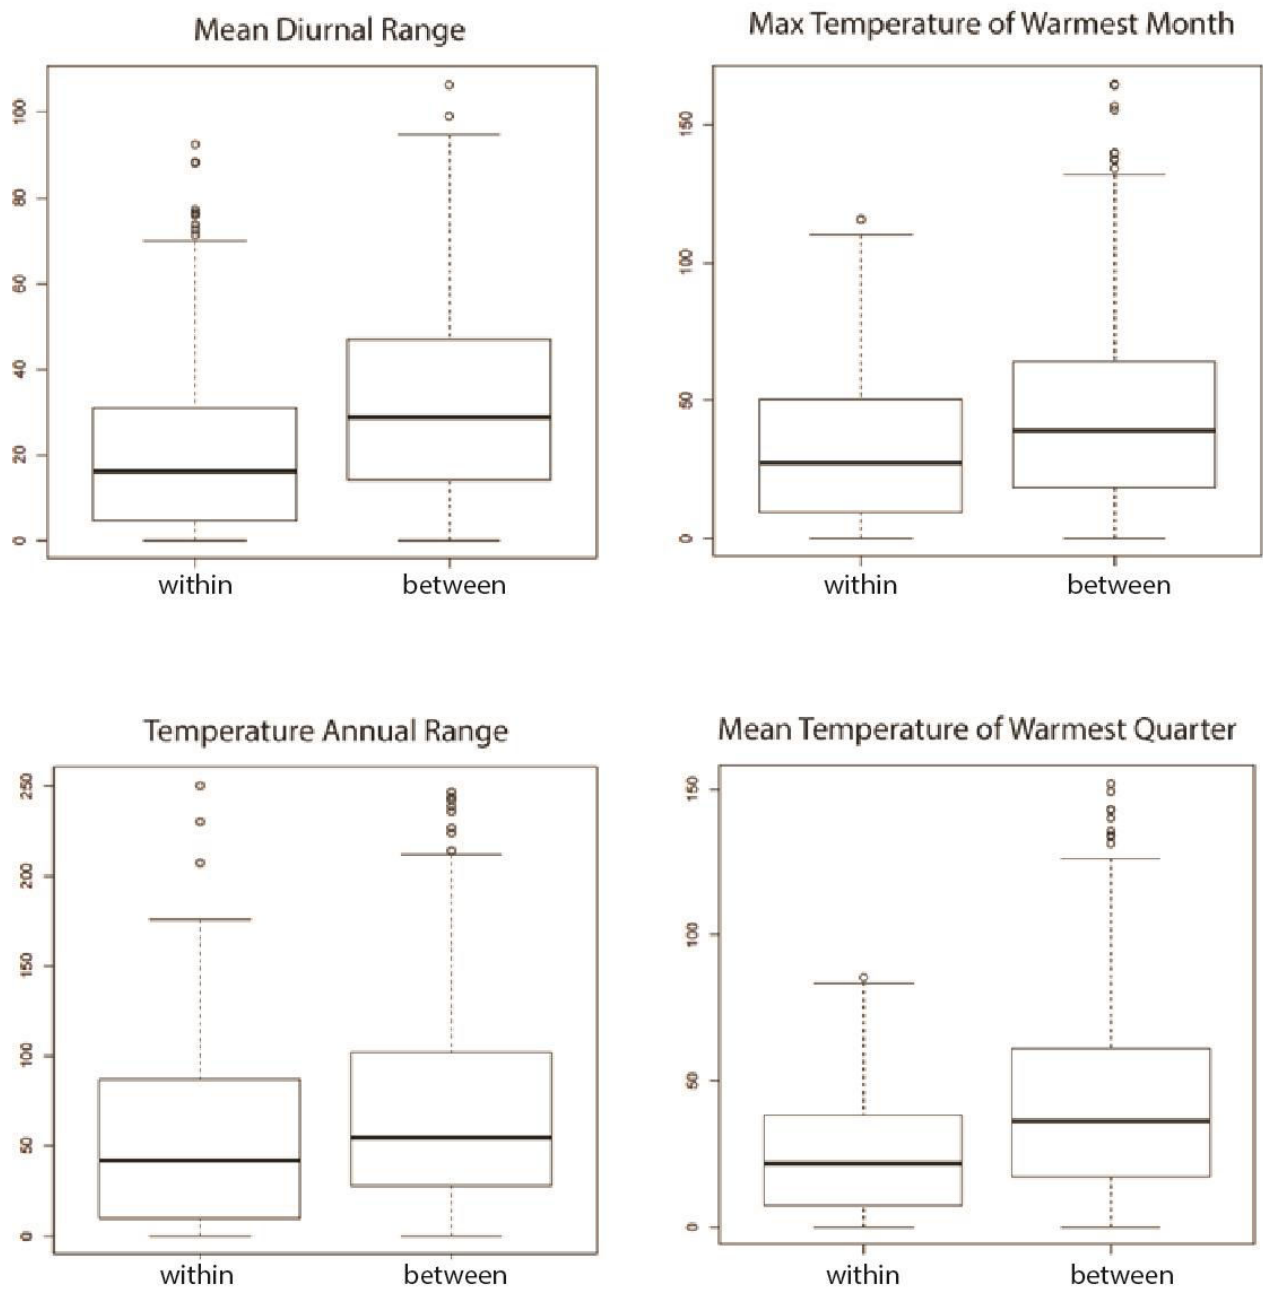 Mean Diurnal Range
100
80
60
40
20
0
within between
Max Temperature of Warmest Month
150
100
50
0
within between
Temperature Annual Range
250
200
150
100
50
0
within between
Mean Temperature of Warmest Quarter
150
100
50
0
within between